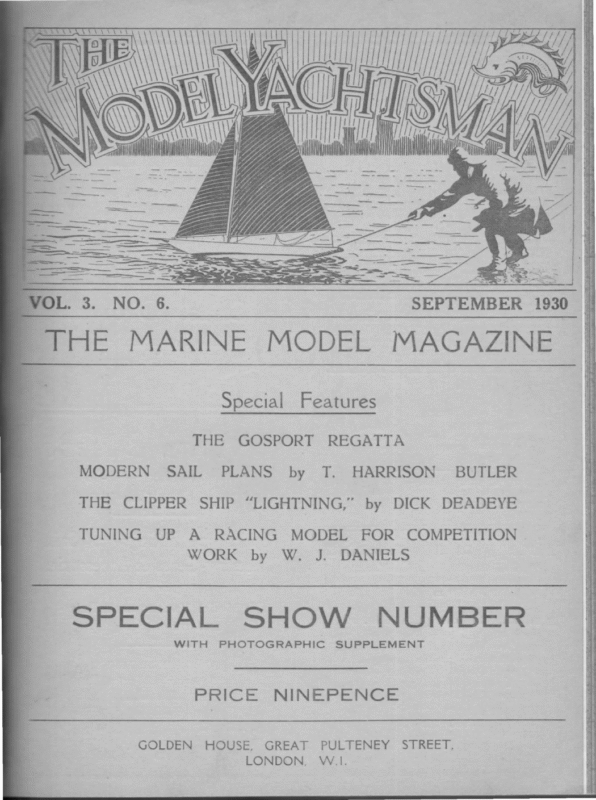 THE
MODEL YACHTSMAN
VOL. 3. NO. 6. SEPTEMBER 1930
THE MARINE MODEL MAGAZINE
Special Features
THE GOSPORT REGATTA
MODERN SAIL PLANS by T. HARRISON BUTLER
THE CLIPPER SHIP "LIGHTNING," by DICK DEADEYE
TUNING UP A RACING MODEL FOR COMPETITION
WORK by W. J. DANIELS
SPECIAL SHOW NUMBER
WITH PHOTOGRAPHIC SUPPLEMENT
PRICE NINEPENCE
GOLDEN HOUSE, GREAT PULTENEY STREET,
LONDON. W.1.